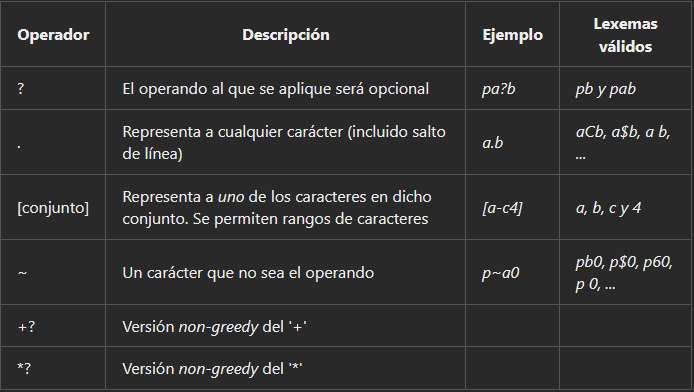 Operador Descripción Ejemplo Lexemas válidos
? El operando al que se aplique será opcional pa?b pb y pab
. Representa a cualquier carácter (incluido salto
de línea) a.b aCb, a$b, a b,
...
[conjunto] Representa a uno de los caracteres en dicho
conjunto. Se permiten rangos de caracteres [a-c4] a, b, c y 4
~ Un carácter que no sea el operando p~a0 pb0, p$0, p60,
p 0, ...
+? Versión non-greedy del '+'
*? Versión non-greedy del '*'